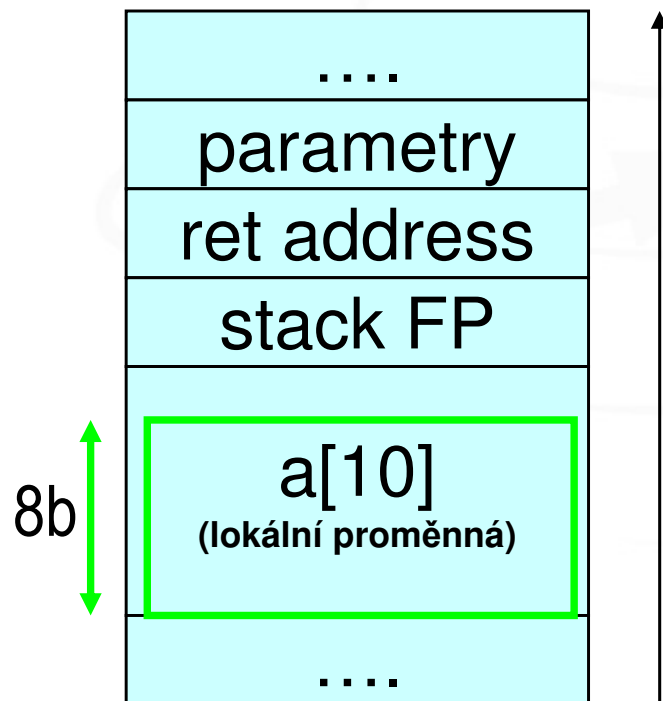 ....
parametry
ret address
stack FP
a[10]
8b
(lokální proměnná)
....